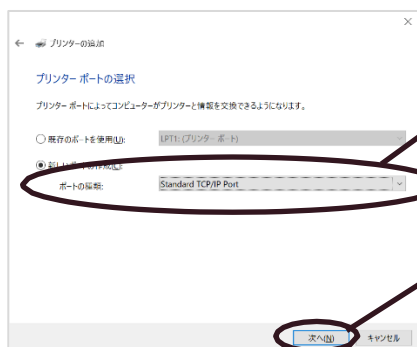 プリンターの追加
プリンター ポートの選択
プリンター ポートによってコンピューターがプリンターと情報を交換できるようになります。
既存のポートを使用(U): LPT1: (プリンター ポート)
新しいポートの作成(C):
ポートの種類: Standard TCP/IP Port
次へ(N) キャンセル